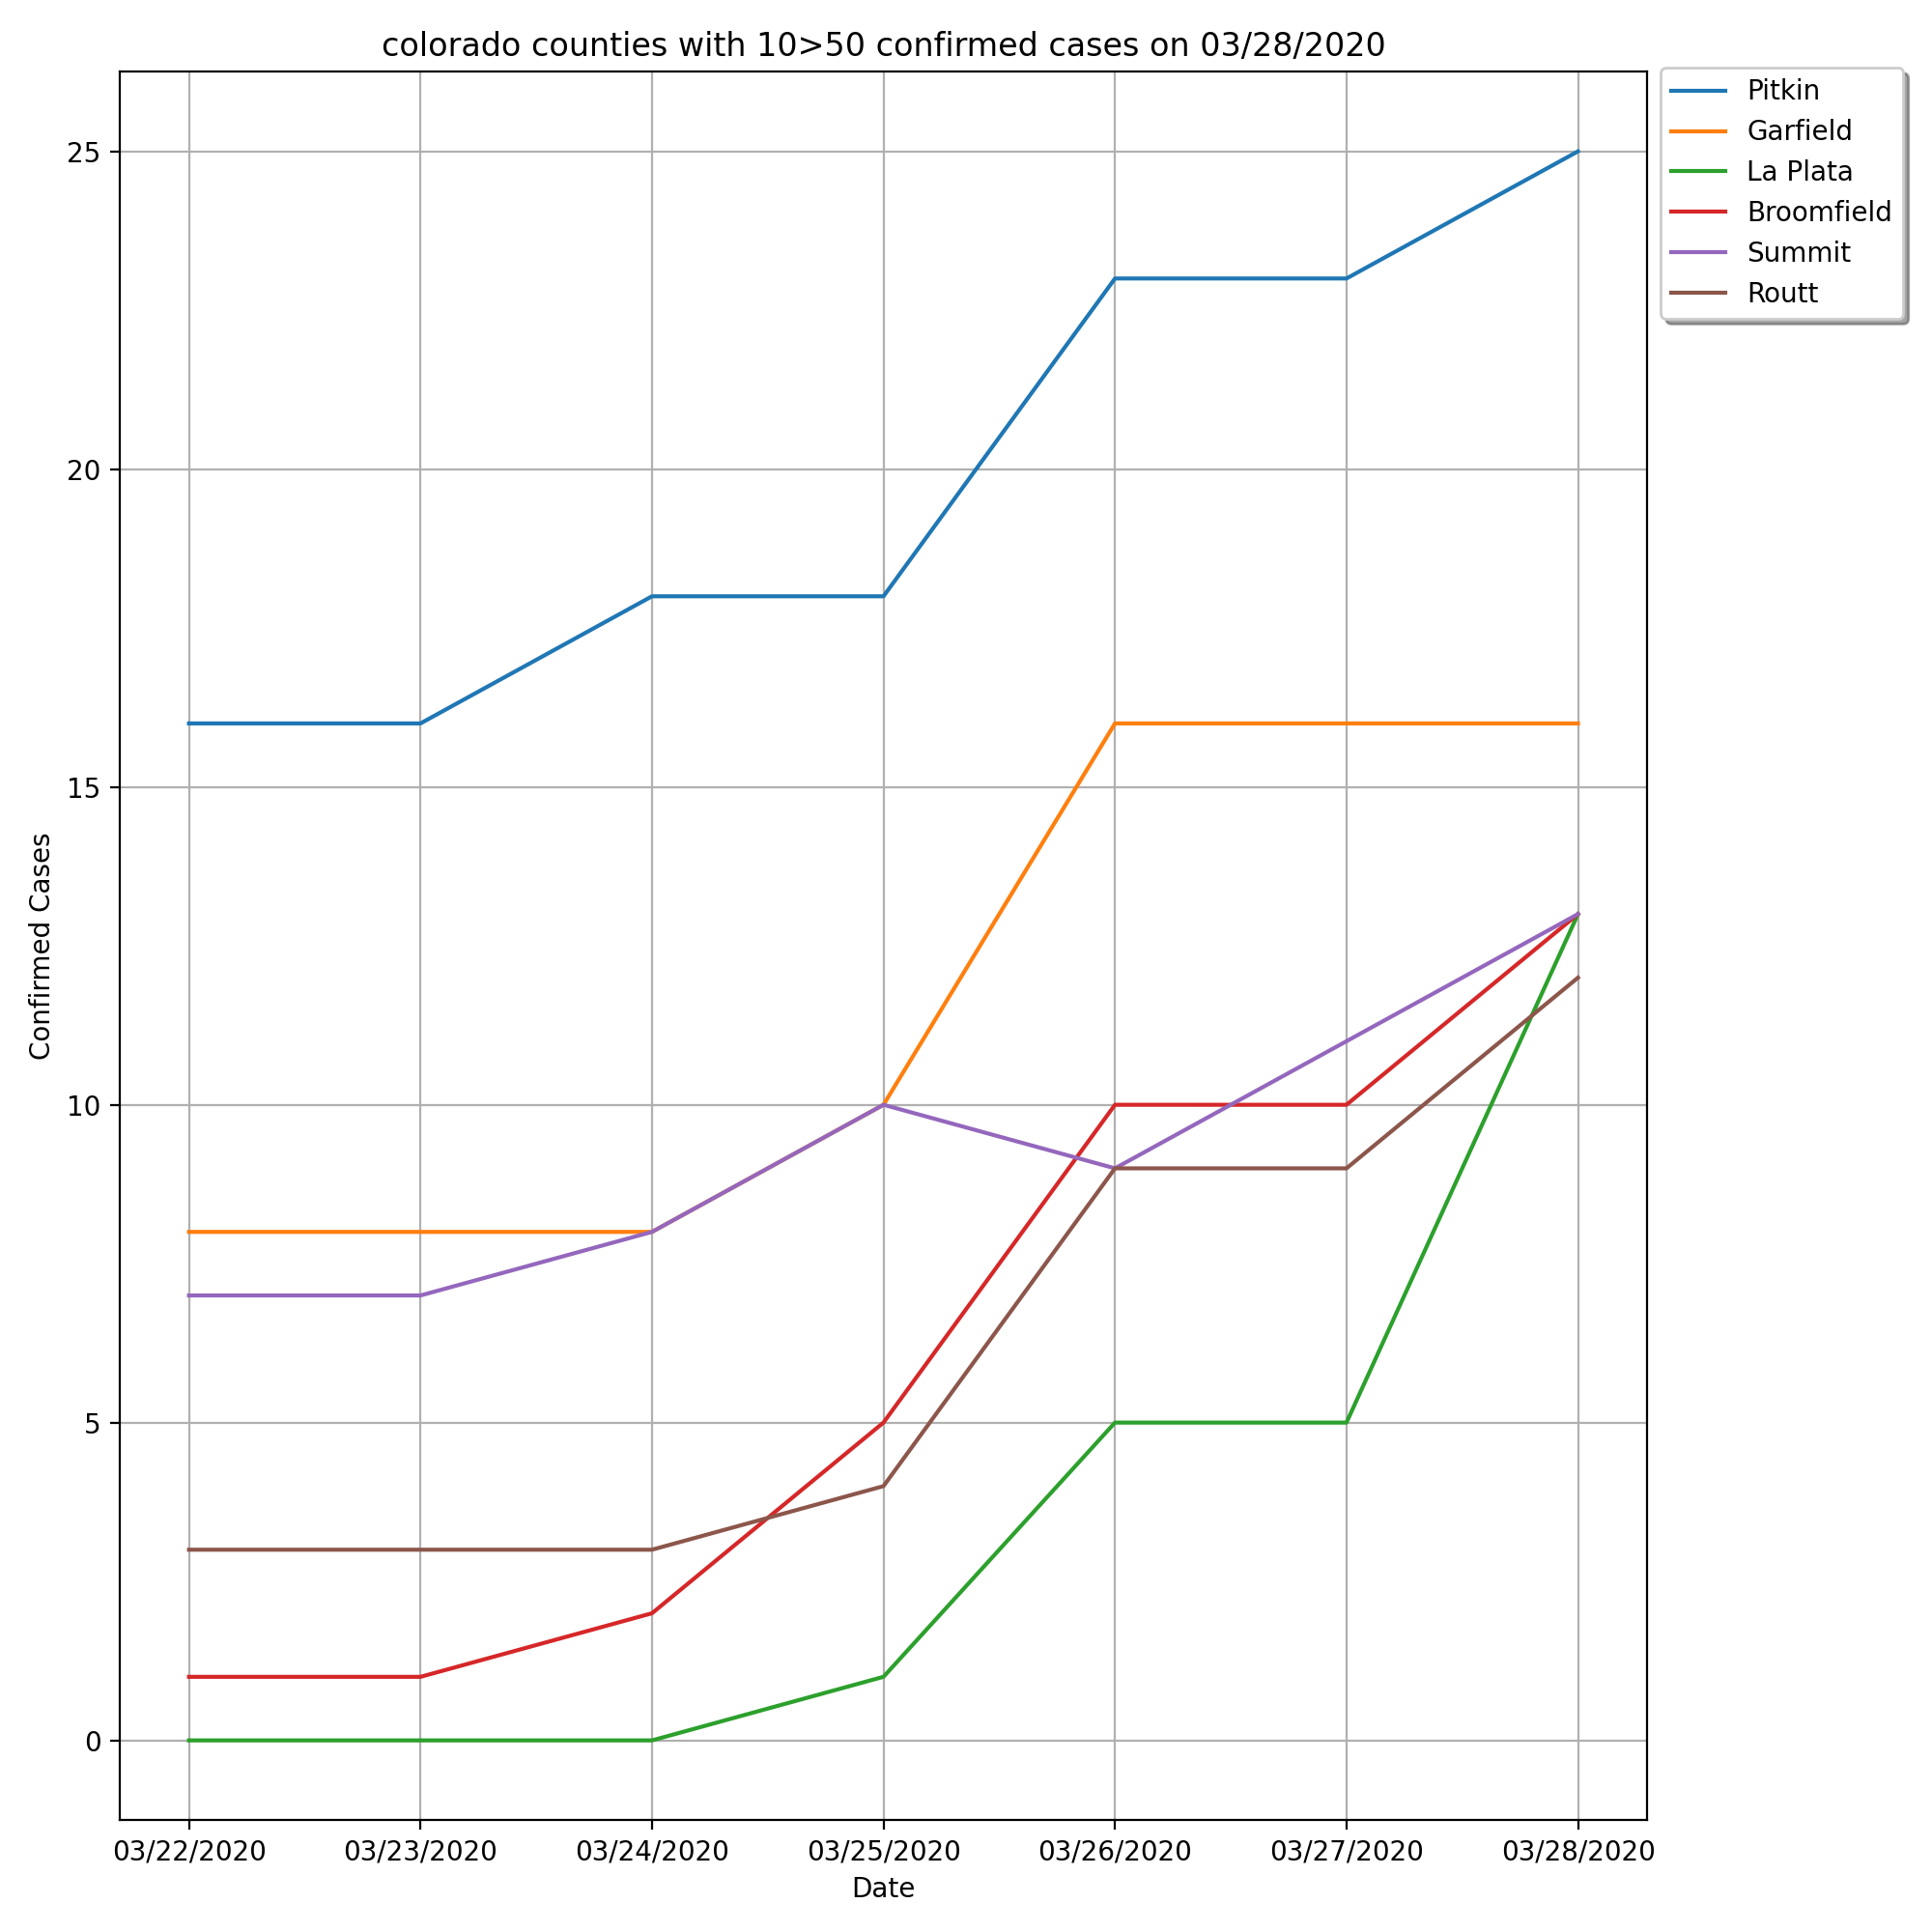 colorado counties with 10>50 confirmed cases on 03/28/2020
Pitkin
Garfield
La Plata
Broomfield
Summit
Routt
25
20
15
10
5
0
Confirmed Cases
03/22/2020 03/23/2020 03/24/2020 03/25/2020 03/26/2020 03/27/2020 03/28/2020
Date